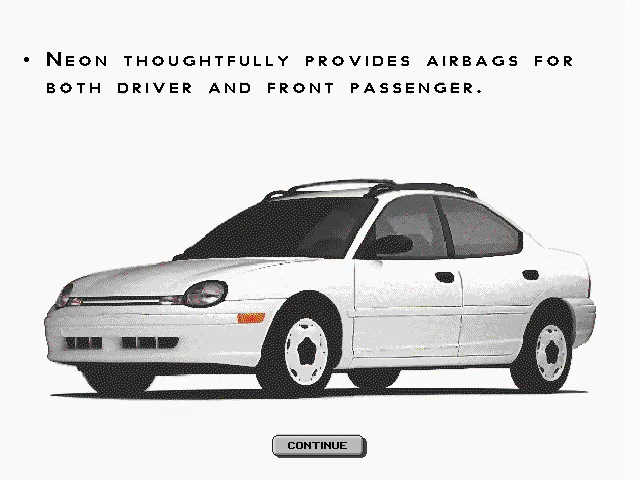 • Neon thoughtfully provides airbags for
both driver and front passenger.
CONTINUE